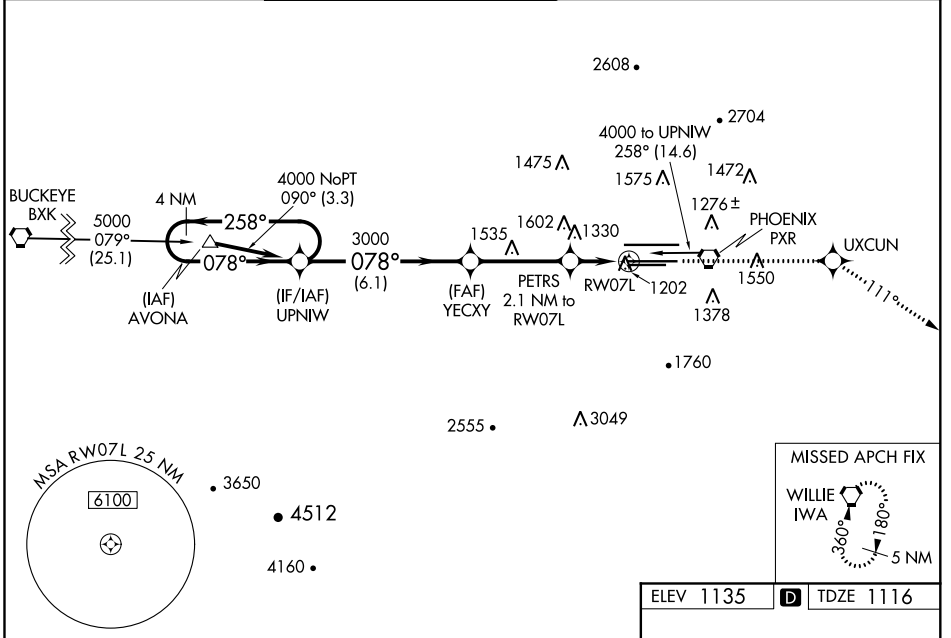 2608
2704
4000 to UPNIW
258° (14.6)
1475
1575
1472
4000 NoPT
090° (3.3)
BUCKEYE
BXK
4 NM
5000
079°
(25.1)
258°
078°
3000
078°
(6.1)
1276±
PHOENIX
PXR
1602
1330
1535
UXCUN
(IAF)
AVONA
(IF/IAF)
UPNIW
(FAF)
YECXY
PETRS
2.1 NM to
RW07L
RW07L
1202
1550
1378
111°
1760
2555
3049
MSA RW07L 25 NM
6100
3650
4512
4160
MISSED APCH FIX
WILLIE
IWA
360°
180°
5 NM
ELEV 1135
D
TDZE 1116